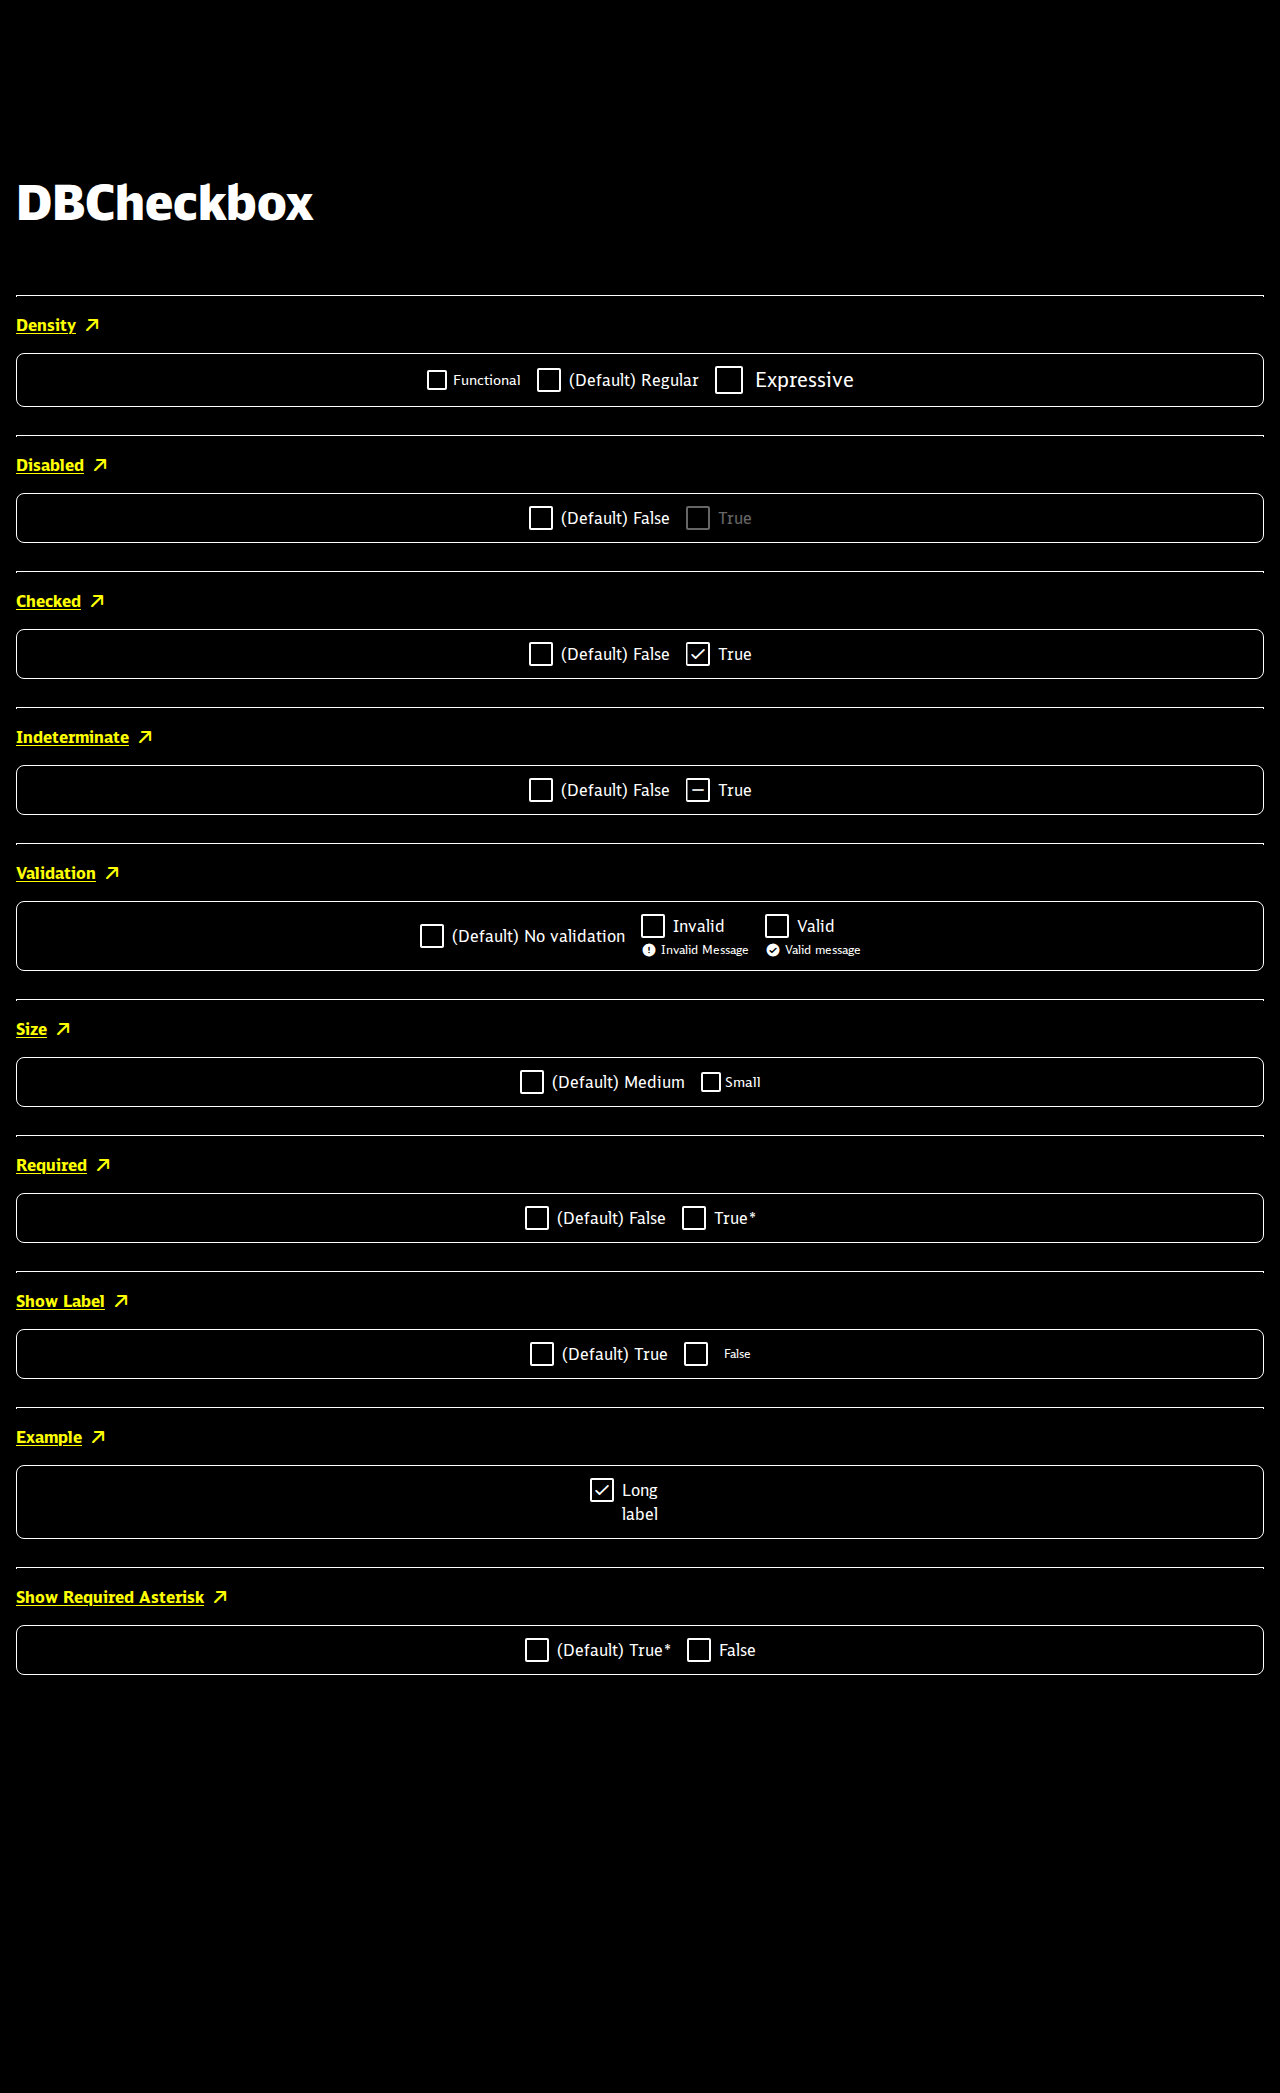 DBCheckbox
Density
Functional (Default) Regular Expressive
Disabled
(Default) False True
Checked
(Default) False True
Indeterminate
(Default) False True
Validation
(Default) No validation Invalid Valid
Invalid Message Valid message
Size
(Default) Medium Small
Required
(Default) False True*
Show Label
(Default) True False
Example
Long
label
Show Required Asterisk
(Default) True* False